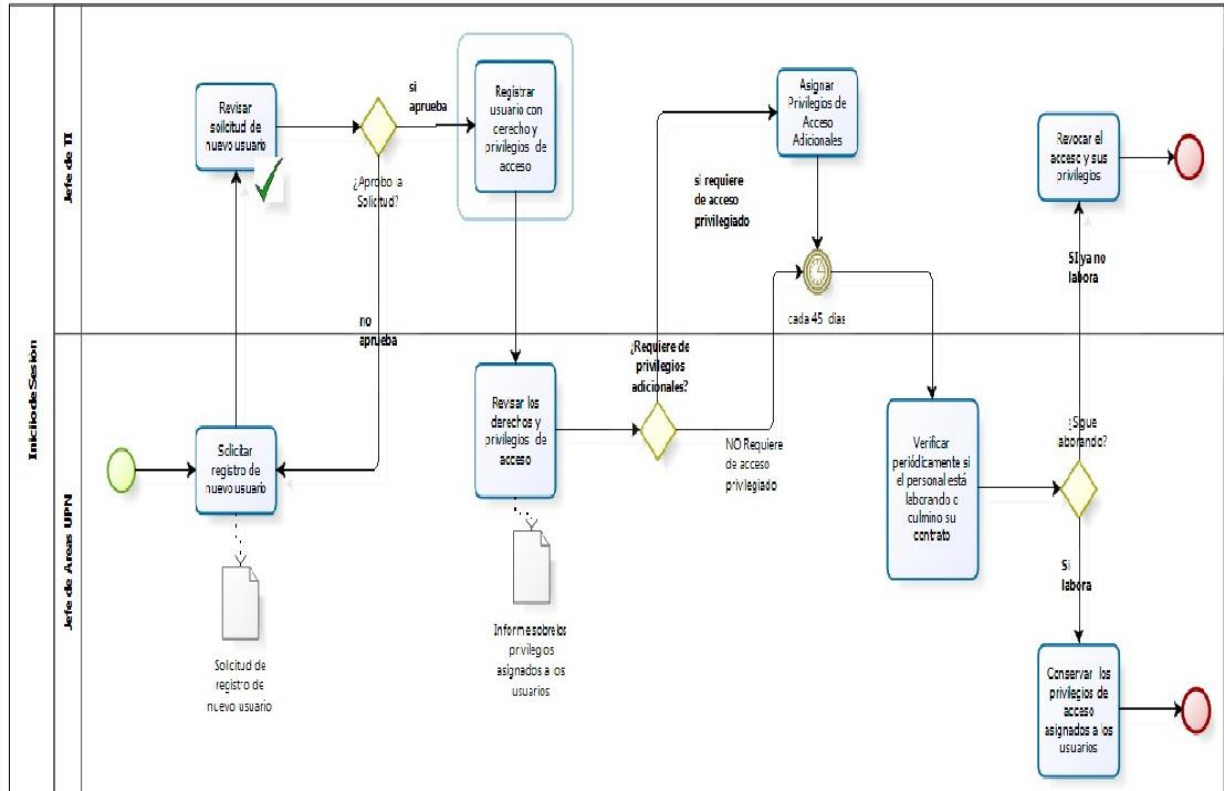 Iniciio de Sesión
Jefe de TI
Revisar
solicitud de
nuevo usuario
¿Aprobo la
Solicitud?
si
aprueba
Registrar
usuario con
derecho y
privilegios de
acceso
no
aprueba
si requiere
de acceso
privilegiado
Asignar
Privilegios de
Acceso
Adicionales
cada 45 dias
Revocar el
acceso y sus
privilegios
SI ya no
labora
Jefe de Areas UPN
Solicitar
registro de
nuevo usuario
Solicitud de
registro de
nuevo usuario
Revisar los
derechos y
privilegios de
acceso
Informe sobre los
privilegios
asignados a los
usuarios
¿Requiere de
privilegios
adicionales?
NO Requiere
de acceso
privilegiado
Verificar
periódicamente si
el personal está
laborando o
culmino su
contrato
¿Sigue
aborando?
Si
labora
Conservar los
privilegios de
acceso
asignados a los
usuarios